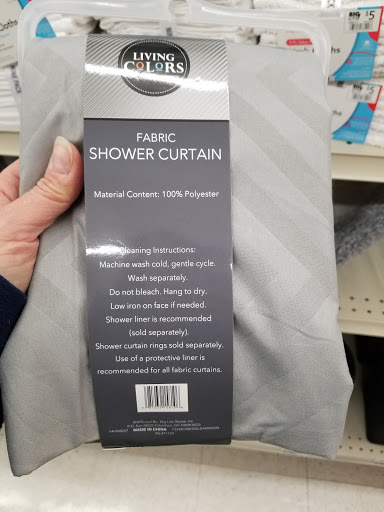 LIVING
COLORS
FABRIC
SHOWER CURTAIN
Material Content: 100% Polyester
Cleaning Instructions:
Machine wash cold, gentle cycle.
Wash separately.
Do not bleach. Hang to dry.
Low iron on face if needed.
Shower liner is recommended
(sold separately).
Shower curtain rings sold separately.
Use of a protective liner is
recommended for all fabric curtains.
MADE IN CHINA
$5